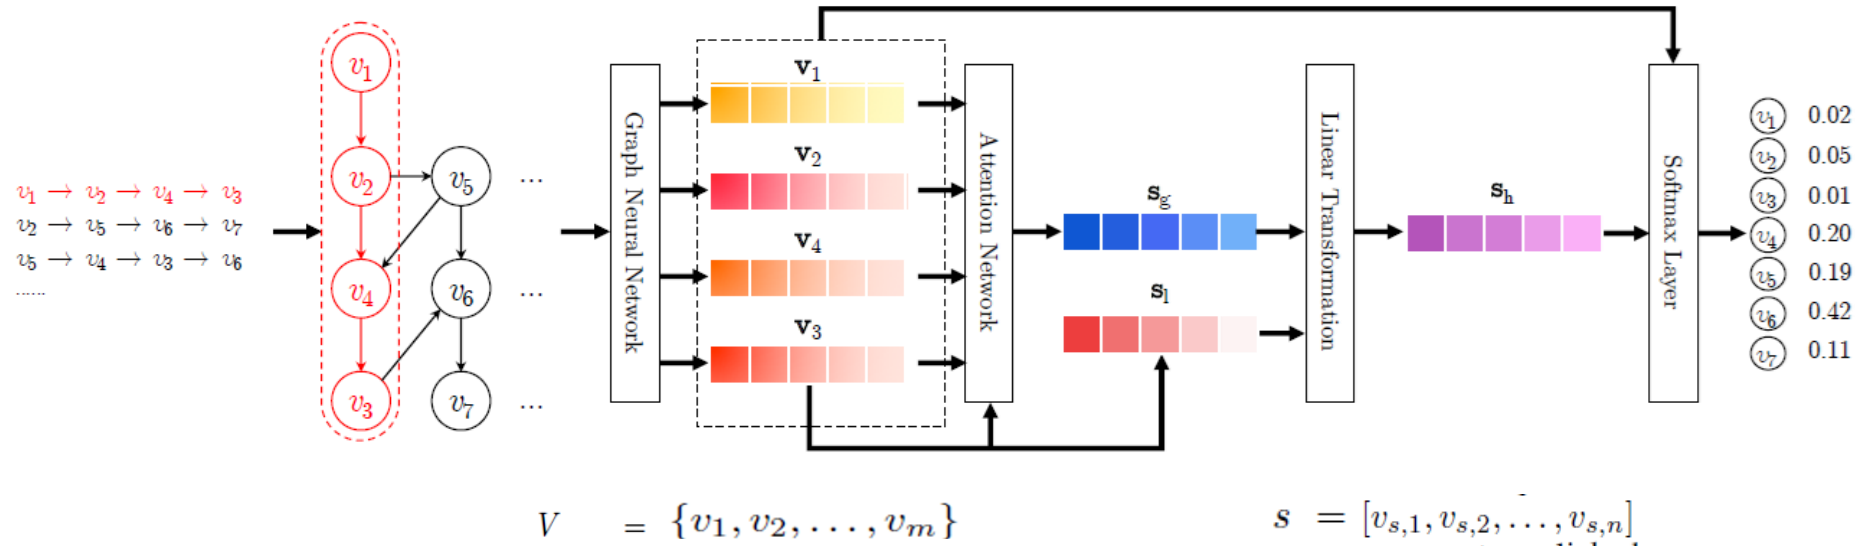 v1 → v2 → v4 → v3
v2 → v5 → v6 → v7
v5 → v4 → v3 → v6
......
v1
v2
v5
...
v4
v6
...
v3
v7
...
Graph Neural Network
v1
v2
v4
v3
Attention Network
sg
sl
Linear Transformation
sh
Softmax Layer
v1 0.02
v2 0.05
v3 0.01
v4 0.20
v5 0.19
v6 0.42
v7 0.11
V = {v1, v2, . . . , vm}
s = [vs,1, vs,2, . . . , vs,n]